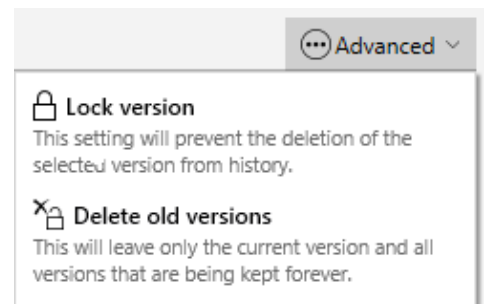 Advanced
Lock version
This setting will prevent the deletion of the
selected version from history.
Delete old versions
This will leave only the current version and all
versions that are being kept forever.